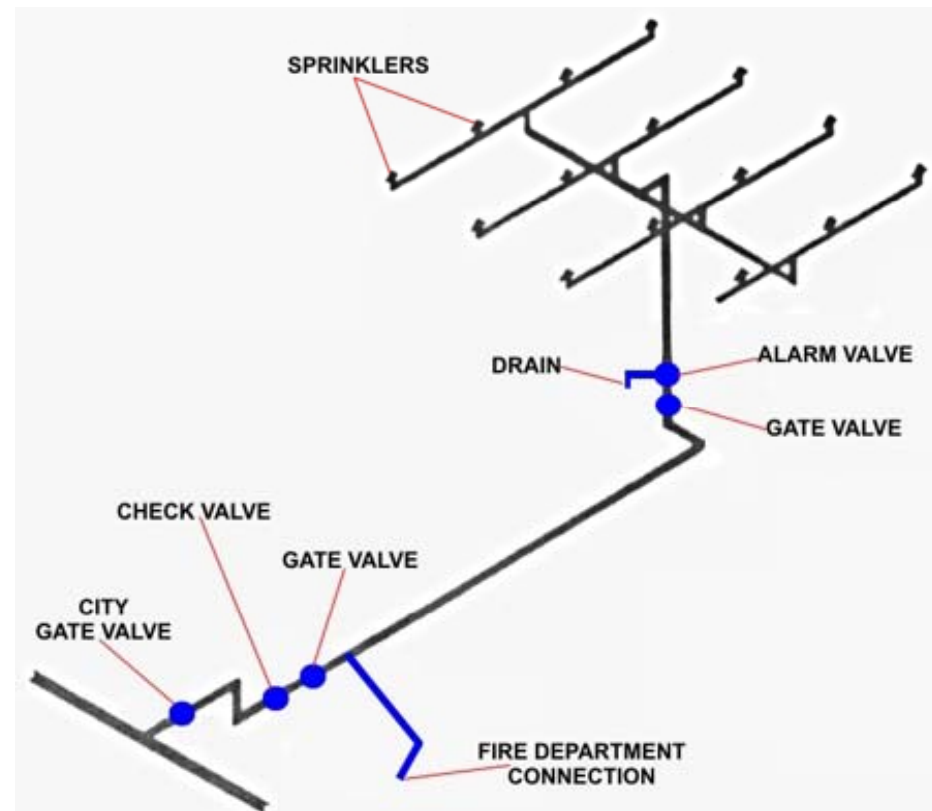 SPRINKLERS
DRAIN
ALARM VALVE
GATE VALVE
CHECK VALVE
GATE VALVE
CITY
GATE VALVE
FIRE DEPARTMENT
CONNECTION